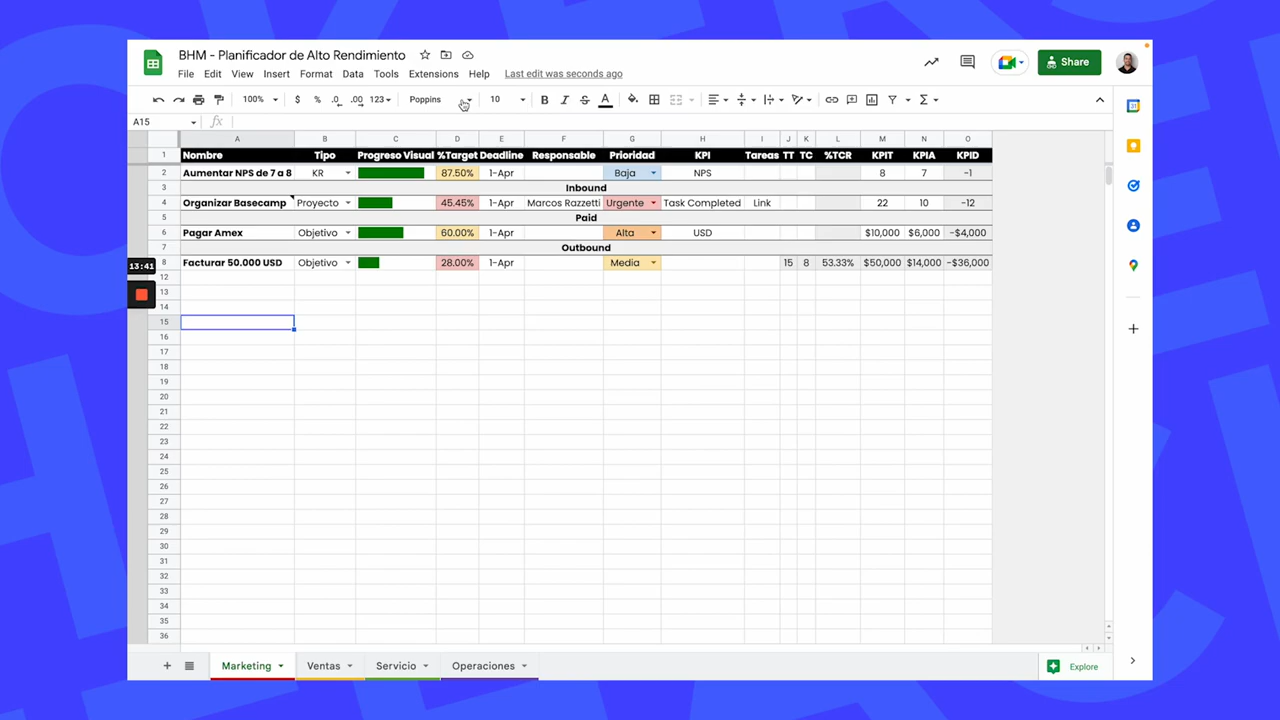 BHM - Planificador de Alto Rendimiento
Share
File Edit View Insert Format Data Tools Extensions Help Last edit was seconds ago
100% $ % .0 .00 123 Poppins 10 B I S A
A15 fx
A B C D E F G H I J K L M N O
1 Nombre Tipo Progreso Visual %Target Deadline Responsable Prioridad KPI Tareas TT TC %TCR KPIT KPIA KPID
2 Aumentar NPS de 7 a 8 KR 87.50% 1-Apr Baja NPS 8 7 -1
3 Inbound
4 Organizar Basecamp Proyecto 45.45% 1-Apr Marcos Razzetti Urgente Task Completed Link 22 10 -12
5 Paid
6 Pagar Amex Objetivo 60.00% 1-Apr Alta USD $10,000 $6,000 -$4,000
7 Outbound
8 Facturar 50.000 USD Objetivo 28.00% 1-Apr Media 15 8 53.33% $50,000 $14,000 -$36,000
13:41
12
13
14
15
16
17
18
19
20
21
22
23
24
25
26
27
28
29
30
31
32
33
34
35
36
+ Marketing Ventas Servicio Operaciones Explore